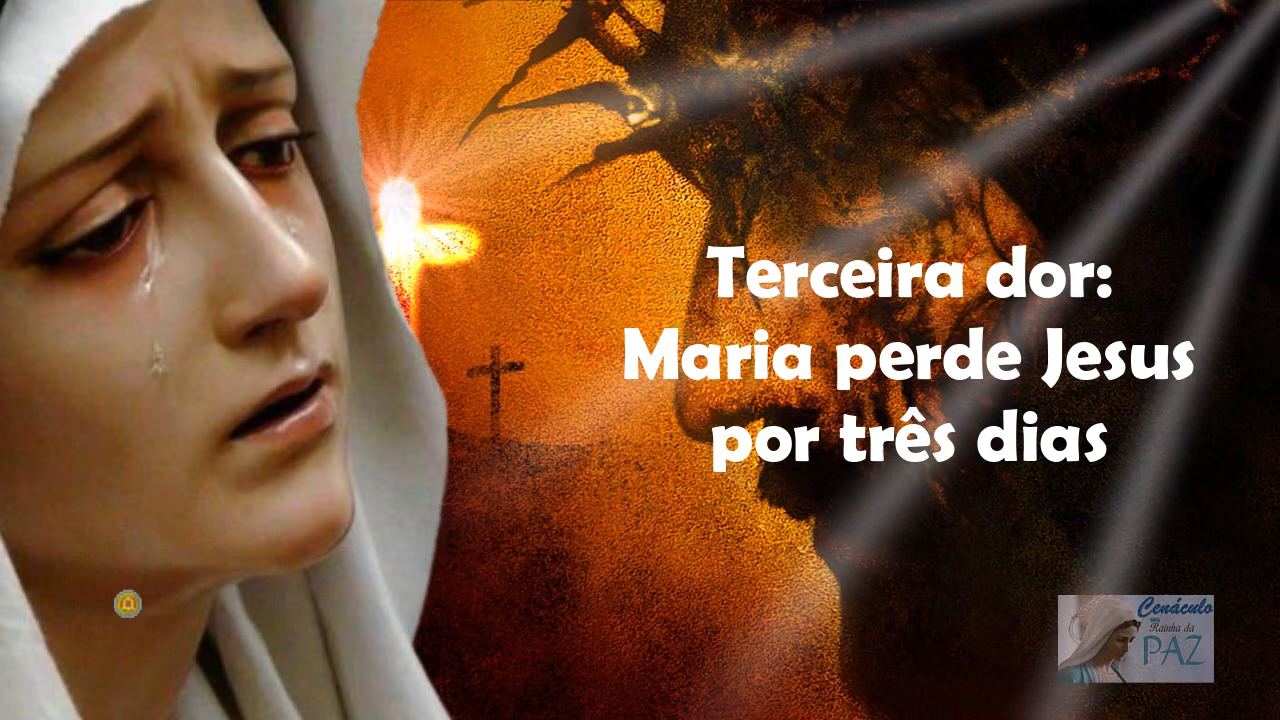 Terceira dor:
Maria perde Jesus
por três dias
Cenáculo
Rainha da
PAZ